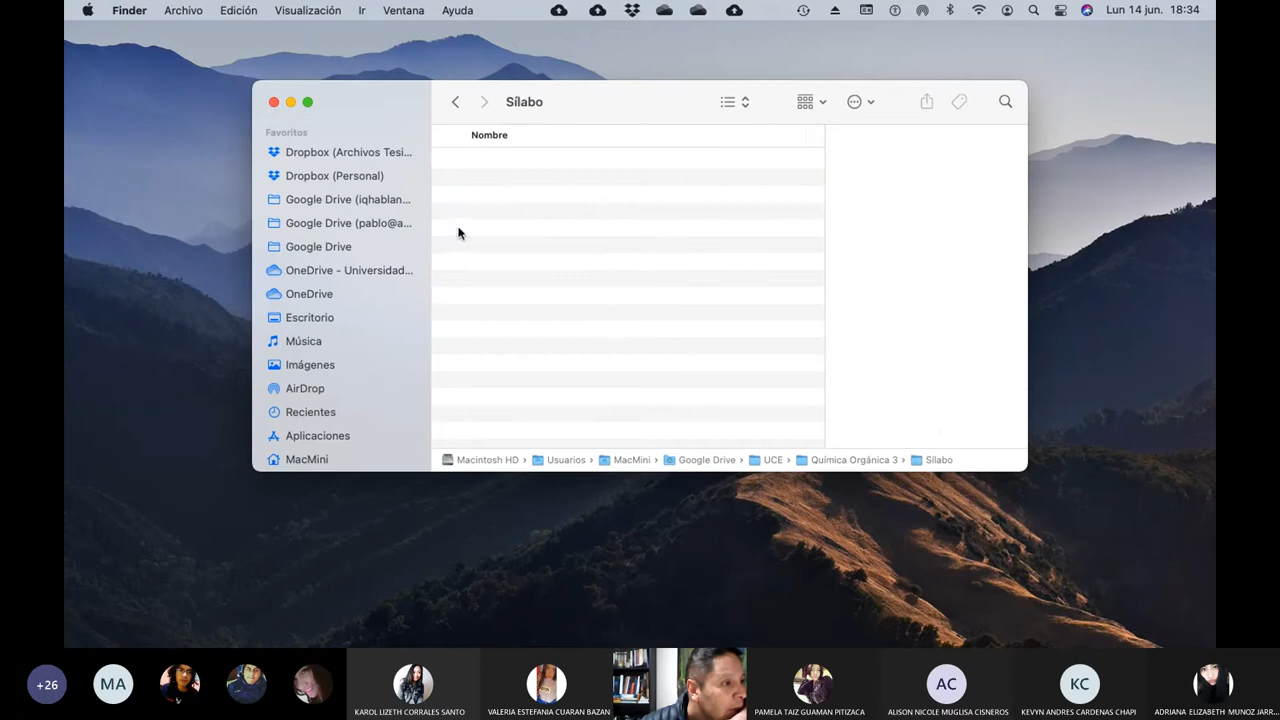 Finder Archivo Edición Visualización Ir Ventana Ayuda Lun 14 jun. 18:34
Sílabo
Favoritos
Dropbox (Archivos Tesi...
Dropbox (Personal)
Google Drive (iqhablan...
Google Drive (pablo@a...
Google Drive
OneDrive - Universidad...
OneDrive
Escritorio
Música
Imágenes
AirDrop
Recientes
Aplicaciones
MacMini
Nombre
Macintosh HD › Usuarios › MacMini › Google Drive › UCE › Química Orgánica 3 › Sílabo
+26
MA
KAROL LIZETH CORRALES SANTO
VALERIA ESTEFANIA CUARAN BAZAN
PAMELA TAIZ GUAMAN PITIZACA
AC
ALISON NICOLE MUGLISA CISNEROS
KC
KEVYN ANDRES CARDENAS CHAPI
ADRIANA ELIZABETH MUNOZ JARR...